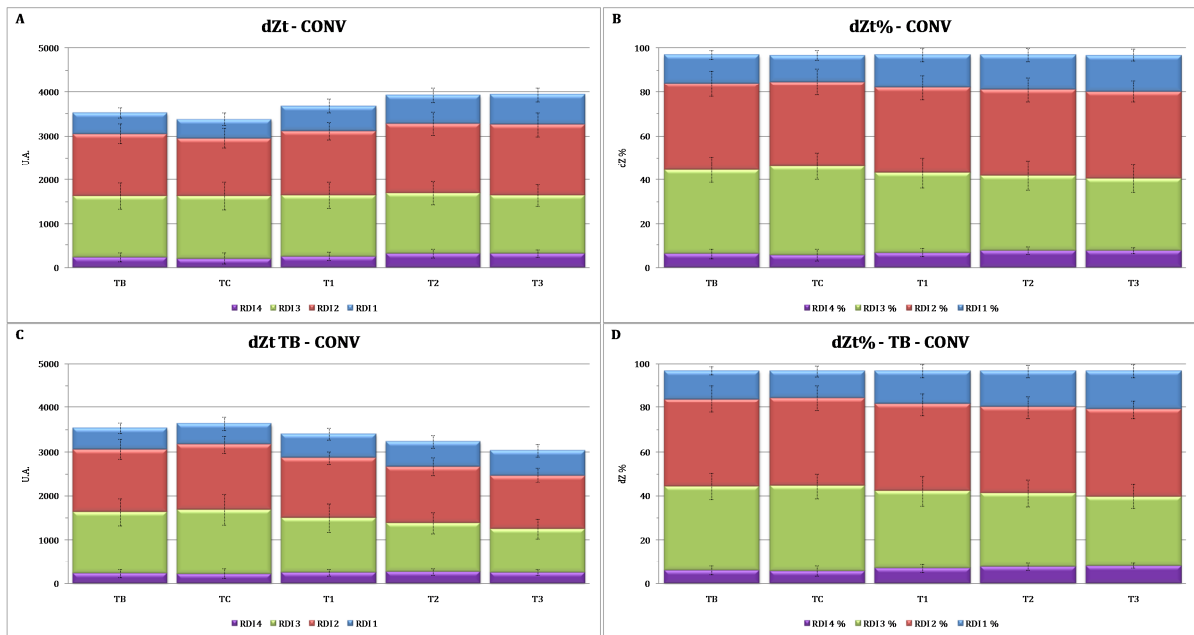 A
dZt - CONV
5000
4000
3000
2000
1000
0
U.A.
TB TC T1 T2 T3
RDI4 RDI3 RDI2 RDI1
B
dZt% - CONV
100
80
60
40
20
0
cZ %
TB TC T1 T2 T3
RDI4 % RDI3 % RDI2 % RDI1 %
C
dZt TB - CONV
5000
4000
3000
2000
1000
0
U.A.
TB TC T1 T2 T3
RDI4 RDI3 RDI2 RDI1
D
dZt% - TB - CONV
100
80
60
40
20
0
dZ %
TB TC T1 T2 T3
RDI4 % RDI3 % RDI2 % RDI1 %